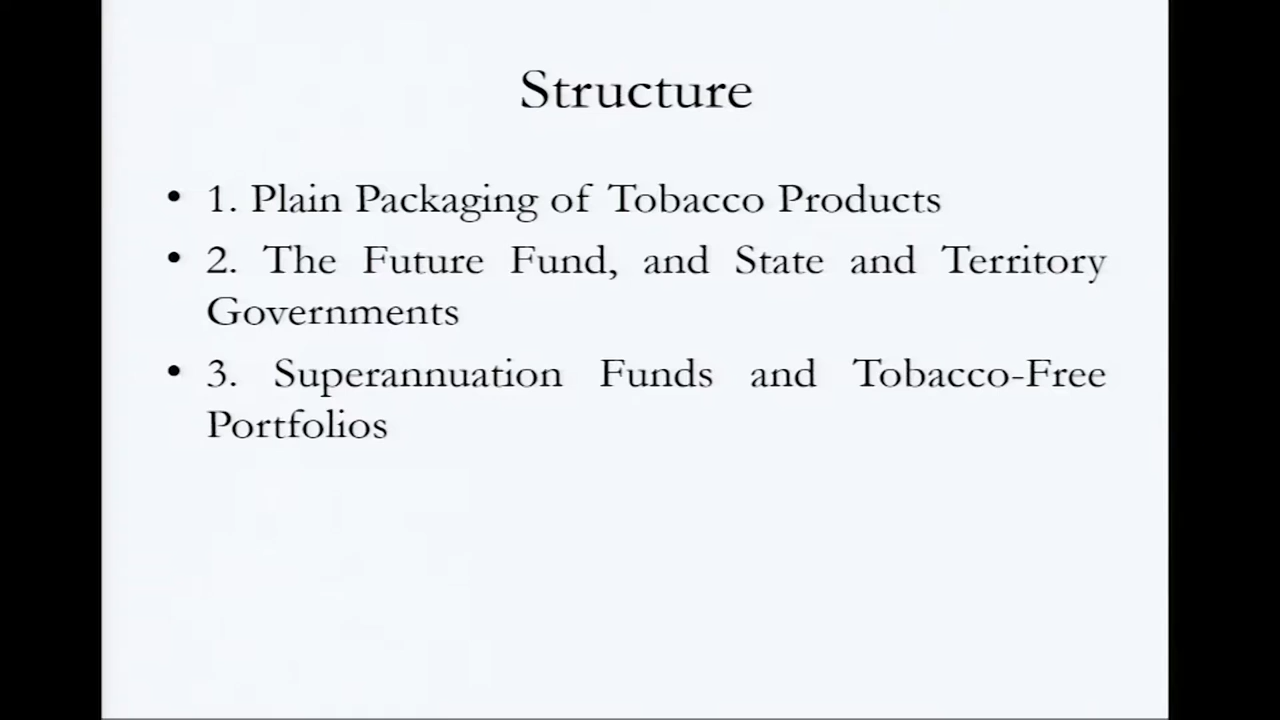 Structure
• 1. Plain Packaging of Tobacco Products
• 2. The Future Fund, and State and Territory
Governments
• 3. Superannuation Funds and Tobacco-Free
Portfolios